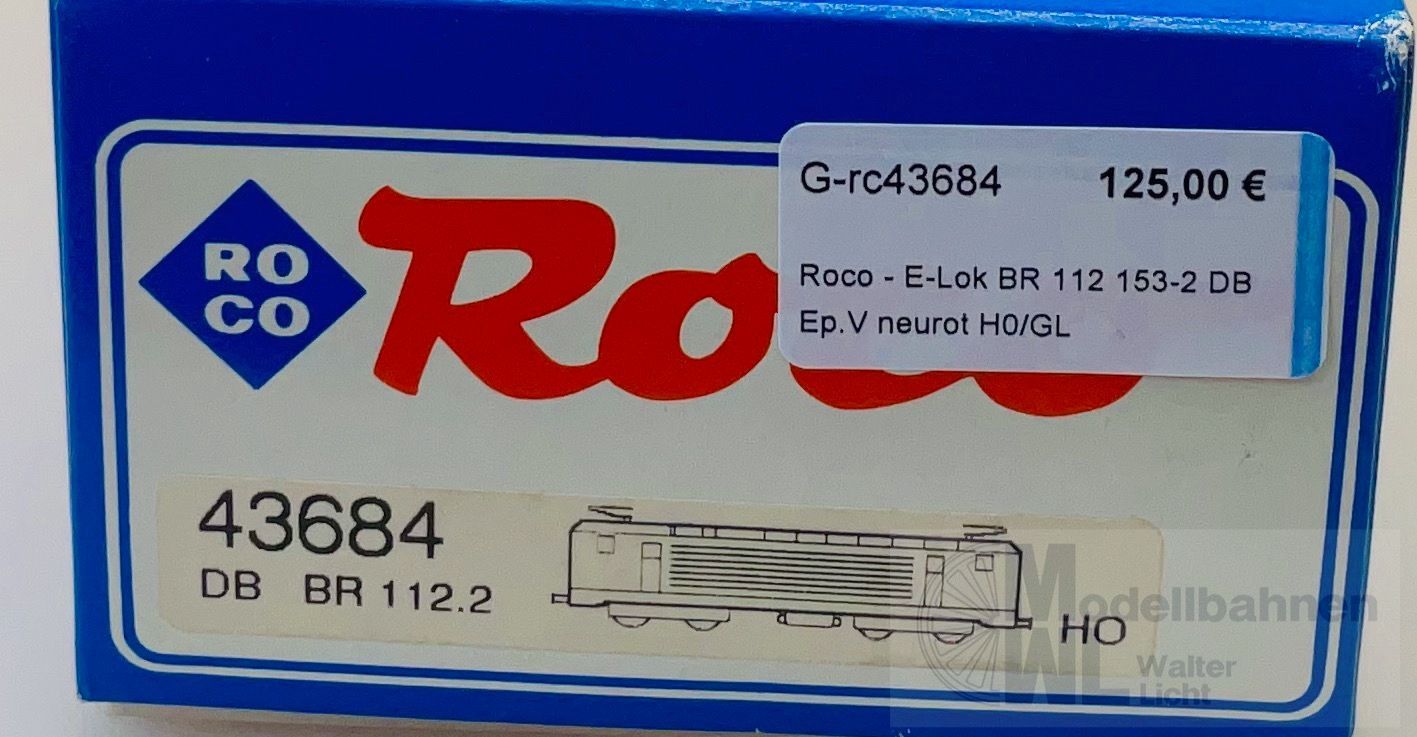 RO
CO
Roco
G-rc43684 125,00 €
Roco - E-Lok BR 112 153-2 DB
Ep.V neurot H0/GL
43684
DB BR 112.2
HO
Modellbahnen
Walter
Licht